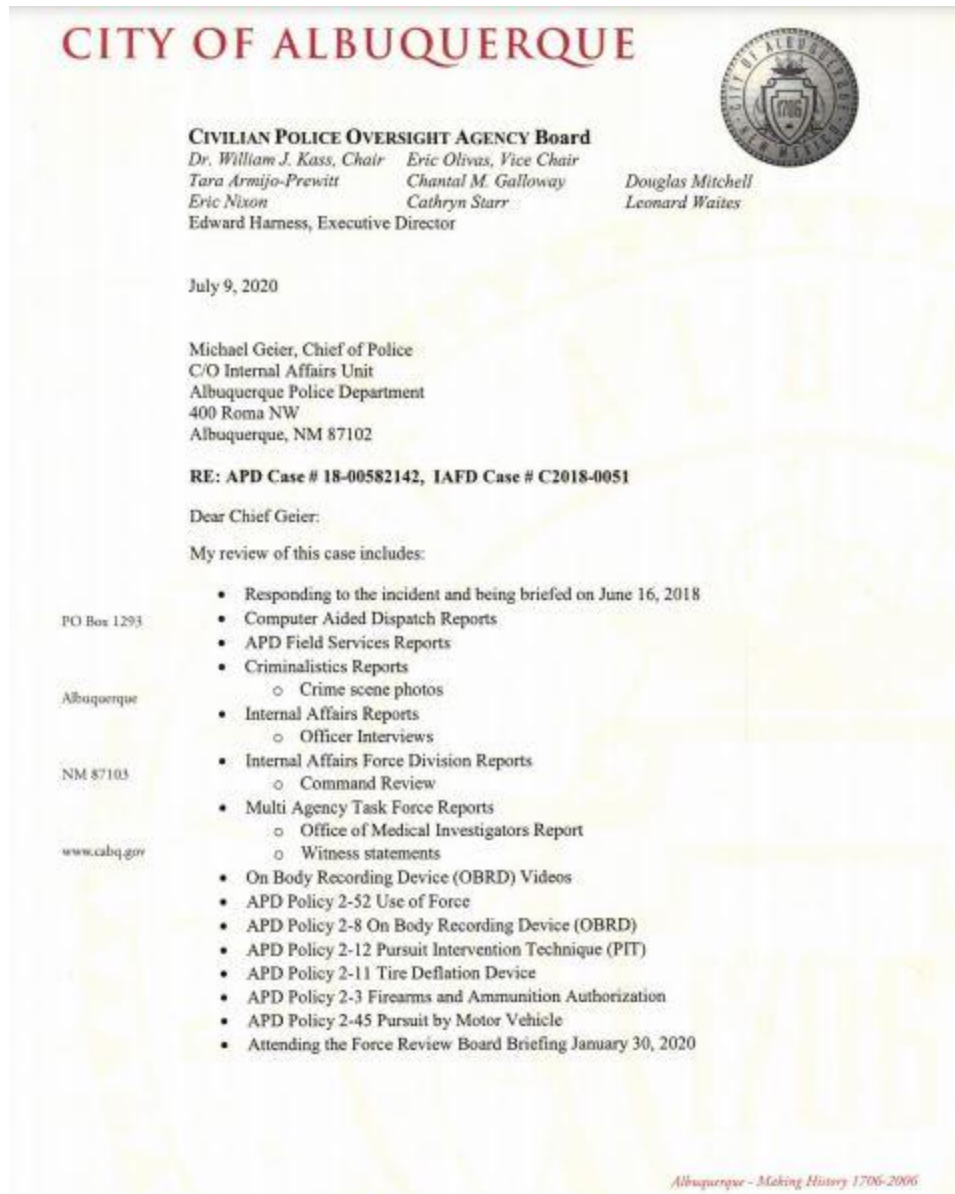 CITY OF ALBUQUERQUE
CITY OF ALBUQUERQUE
1706
NEW MEXICO
CIVILIAN POLICE OVERSIGHT AGENCY Board
Dr. William J. Kass, Chair Eric Olivas, Vice Chair
Tara Armijo-Prewitt Chantal M. Galloway Douglas Mitchell
Eric Nixon Cathryn Starr Leonard Waites
Edward Harness, Executive Director
July 9, 2020
Michael Geier, Chief of Police
C/O Internal Affairs Unit
Albuquerque Police Department
400 Roma NW
Albuquerque, NM 87102
RE: APD Case # 18-00582142, IAFD Case # C2018-0051
Dear Chief Geier:
My review of this case includes:
• Responding to the incident and being briefed on June 16, 2018
• Computer Aided Dispatch Reports
• APD Field Services Reports
• Criminalistics Reports
o Crime scene photos
• Internal Affairs Reports
o Officer Interviews
• Internal Affairs Force Division Reports
o Command Review
• Multi Agency Task Force Reports
o Office of Medical Investigators Report
o Witness statements
• On Body Recording Device (OBRD) Videos
• APD Policy 2-52 Use of Force
• APD Policy 2-8 On Body Recording Device (OBRD)
• APD Policy 2-12 Pursuit Intervention Technique (PIT)
• APD Policy 2-11 Tire Deflation Device
• APD Policy 2-3 Firearms and Ammunition Authorization
• APD Policy 2-45 Pursuit by Motor Vehicle
• Attending the Force Review Board Briefing January 30, 2020
PO Box 1293
Albuquerque
NM 87103
www.cabq.gov
Albuquerque - Making History 1706-2006